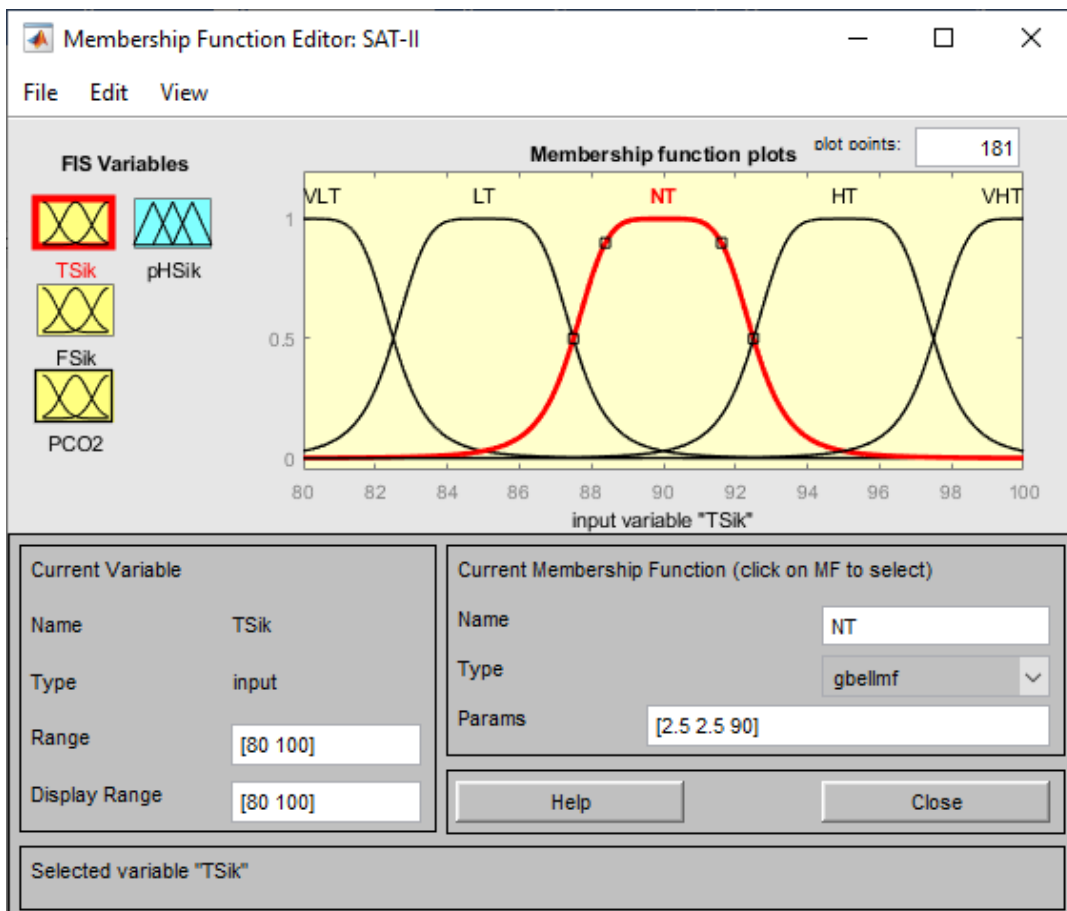 Membership Function Editor: SAT-II
File Edit View
FIS Variables
Membership function plots
plot points:
181
TSik
pHSik
FSik
PCO2
VLT LT NT HT VHT
1
0.5
0
80 82 84 86 88 90 92 94 96 98 100
input variable "TSik"
Current Variable
Name TSik
Type input
Range [80 100]
Display Range [80 100]
Current Membership Function (click on MF to select)
Name NT
Type gbellmf
Params [2.5 2.5 90]
Help Close
Selected variable "TSik"